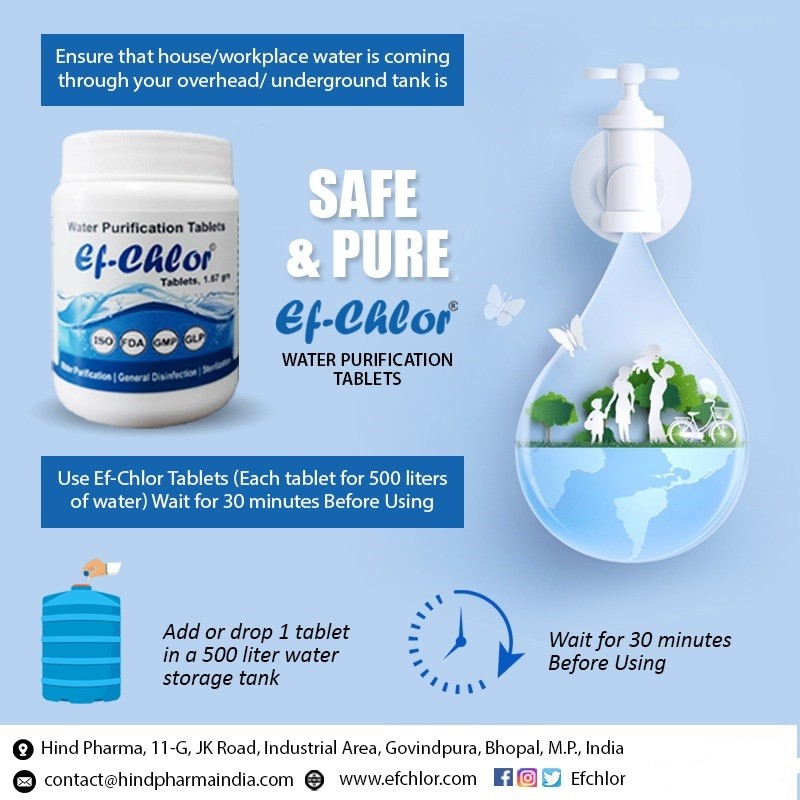 Ensure that house/workplace water is coming
through your overhead/ underground tank is
Water Purification Tablets
Ef-Chlor®
Tablets, 1.67 gm
ISO FDA GMP GLP
Water Purification | General Disinfection | Sterilization
SAFE
& PURE
Ef-Chlor®
WATER PURIFICATION
TABLETS
Use Ef-Chlor Tablets (Each tablet for 500 liters
of water) Wait for 30 minutes Before Using
Add or drop 1 tablet
in a 500 liter water
storage tank
Wait for 30 minutes
Before Using
Hind Pharma, 11-G, JK Road, Industrial Area, Govindpura, Bhopal, M.P., India
contact@hindpharmaindia.com www.efchlor.com Efchlor